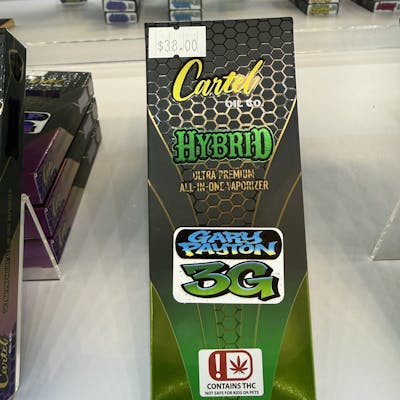 $38.00
Cartel
OIL CO.
HYBRID
ULTRA PREMIUM
ALL-IN-ONE VAPORIZER
GARY
PAYTON
3G
CONTAINS THC
NOT SAFE FOR KIDS OR PETS
Cartel